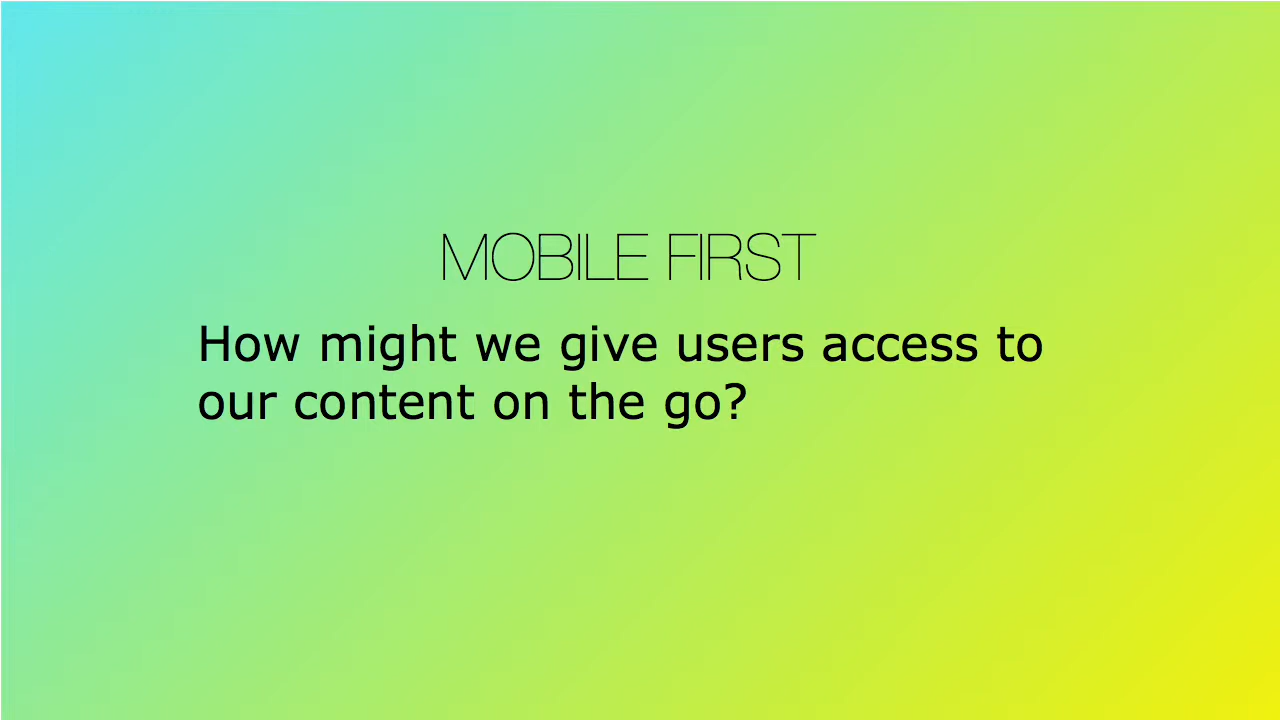 MOBILE FIRST
How might we give users access to
our content on the go?